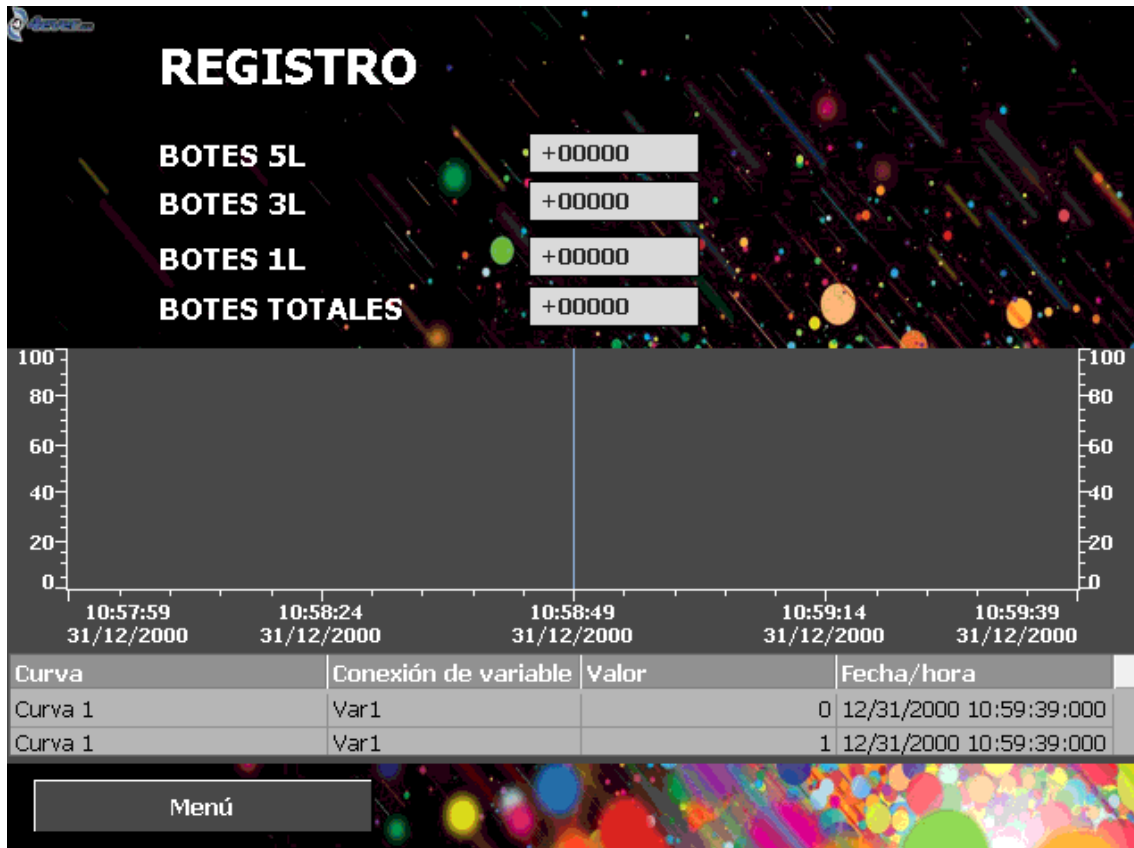 REGISTRO
BOTES 5L +00000
BOTES 3L +00000
BOTES 1L +00000
BOTES TOTALES +00000
100 100
80 80
60 60
40 40
20 20
0 0
10:57:59 10:58:24 10:58:49 10:59:14 10:59:39
31/12/2000 31/12/2000 31/12/2000 31/12/2000 31/12/2000
Curva Conexión de variable Valor Fecha/hora
Curva 1 Var1 0 12/31/2000 10:59:39:000
Curva 1 Var1 1 12/31/2000 10:59:39:000
Menú